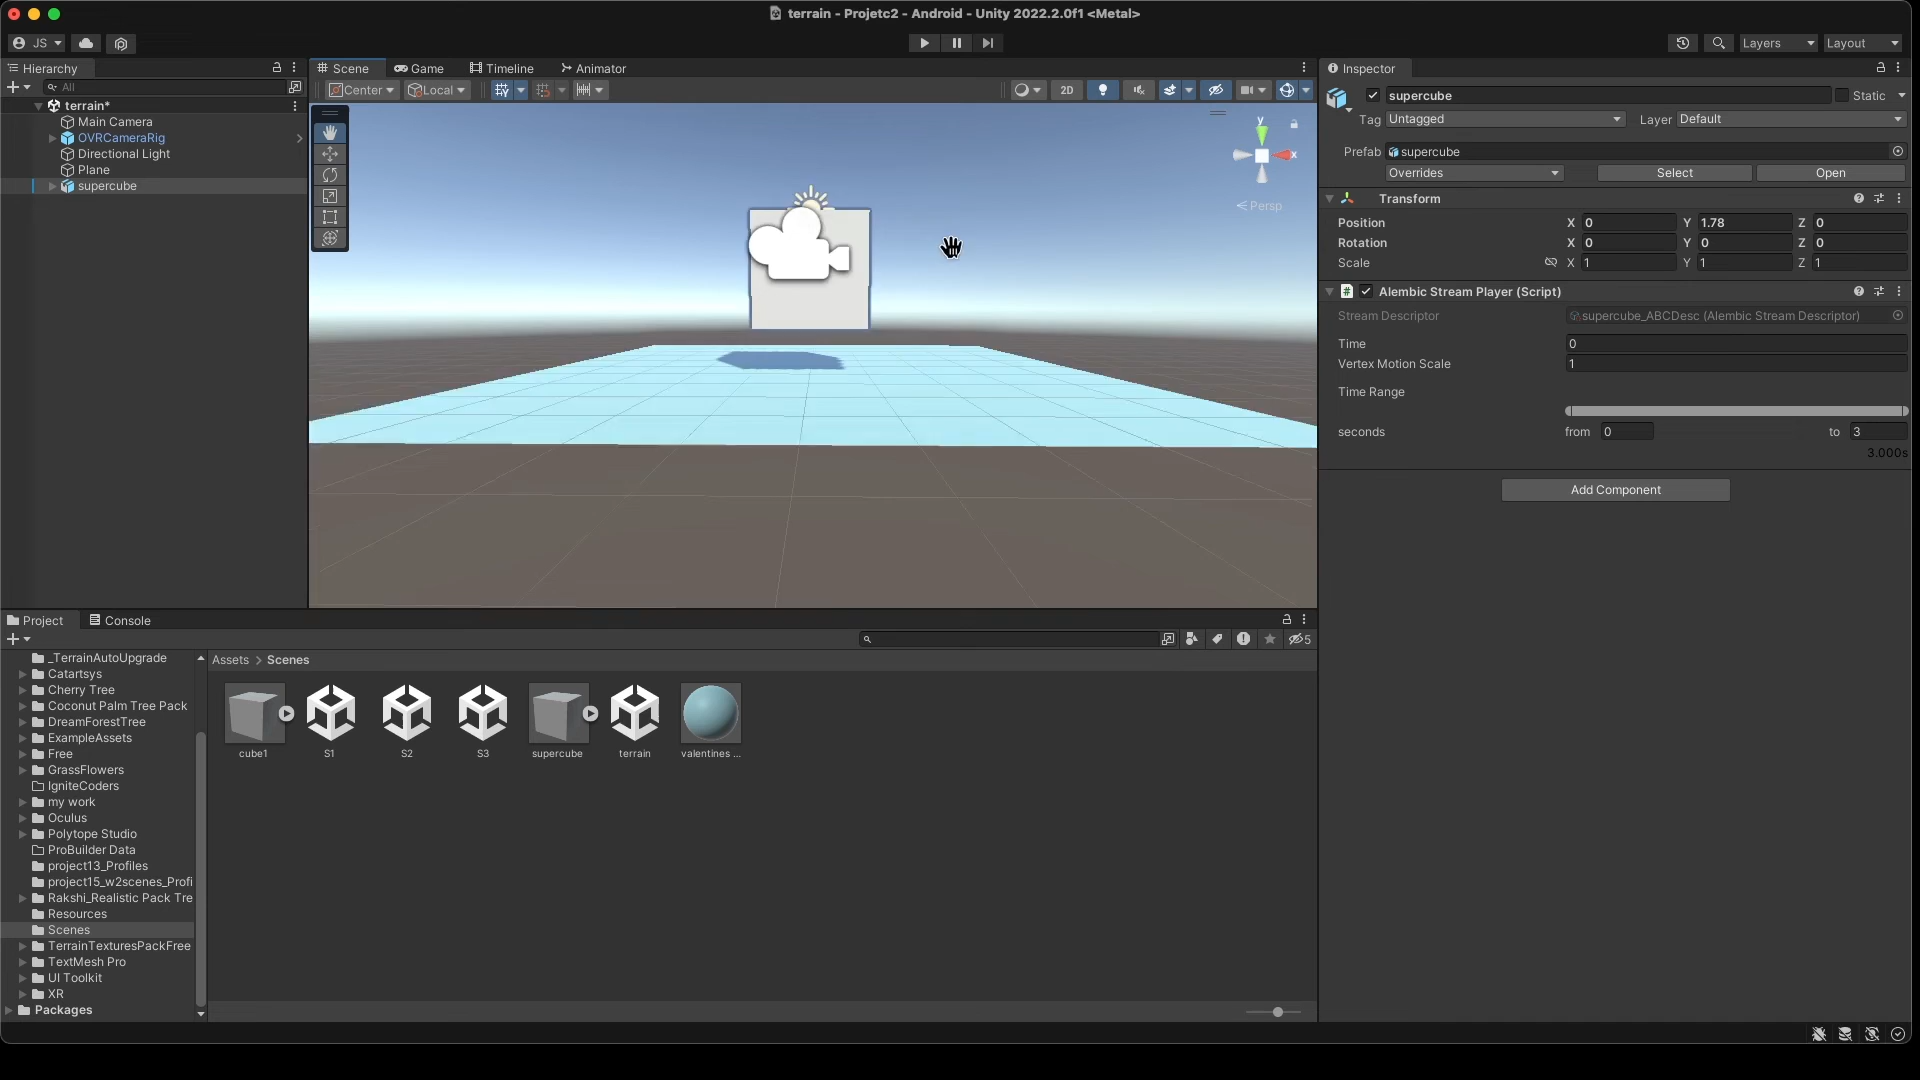 terrain - Projetc2 - Android - Unity 2022.2.0f1 <Metal>
JS
Layers
Layout
Hierarchy
All
terrain*
Main Camera
OVRCameraRig
Directional Light
Plane
supercube
Scene
Game
Timeline
Animator
Center
Local
2D
y
x
Persp
Inspector
supercube
Static
Tag
Untagged
Layer
Default
Prefab
supercube
Overrides
Select
Open
Transform
Position
X 0
Y 1.78
Z 0
Rotation
X 0
Y 0
Z 0
Scale
X 1
Y 1
Z 1
#
Alembic Stream Player (Script)
Stream Descriptor
supercube_ABCDesc (Alembic Stream Descriptor)
Time
0
Vertex Motion Scale
1
Time Range
seconds
from 0
to 3
3.000s
Add Component
Project
Console
5
_TerrainAutoUpgrade
Catartsys
Cherry Tree
Coconut Palm Tree Pack
DreamForestTree
ExampleAssets
Free
GrassFlowers
IgniteCoders
my work
Oculus
Polytope Studio
ProBuilder Data
project13_Profiles
project15_w2scenes_Profi
Rakshi_Realistic Pack Tre
Resources
Scenes
TerrainTexturesPackFree
TextMesh Pro
UI Toolkit
XR
Packages
Assets > Scenes
cube1
S1
S2
S3
supercube
terrain
valentines ...